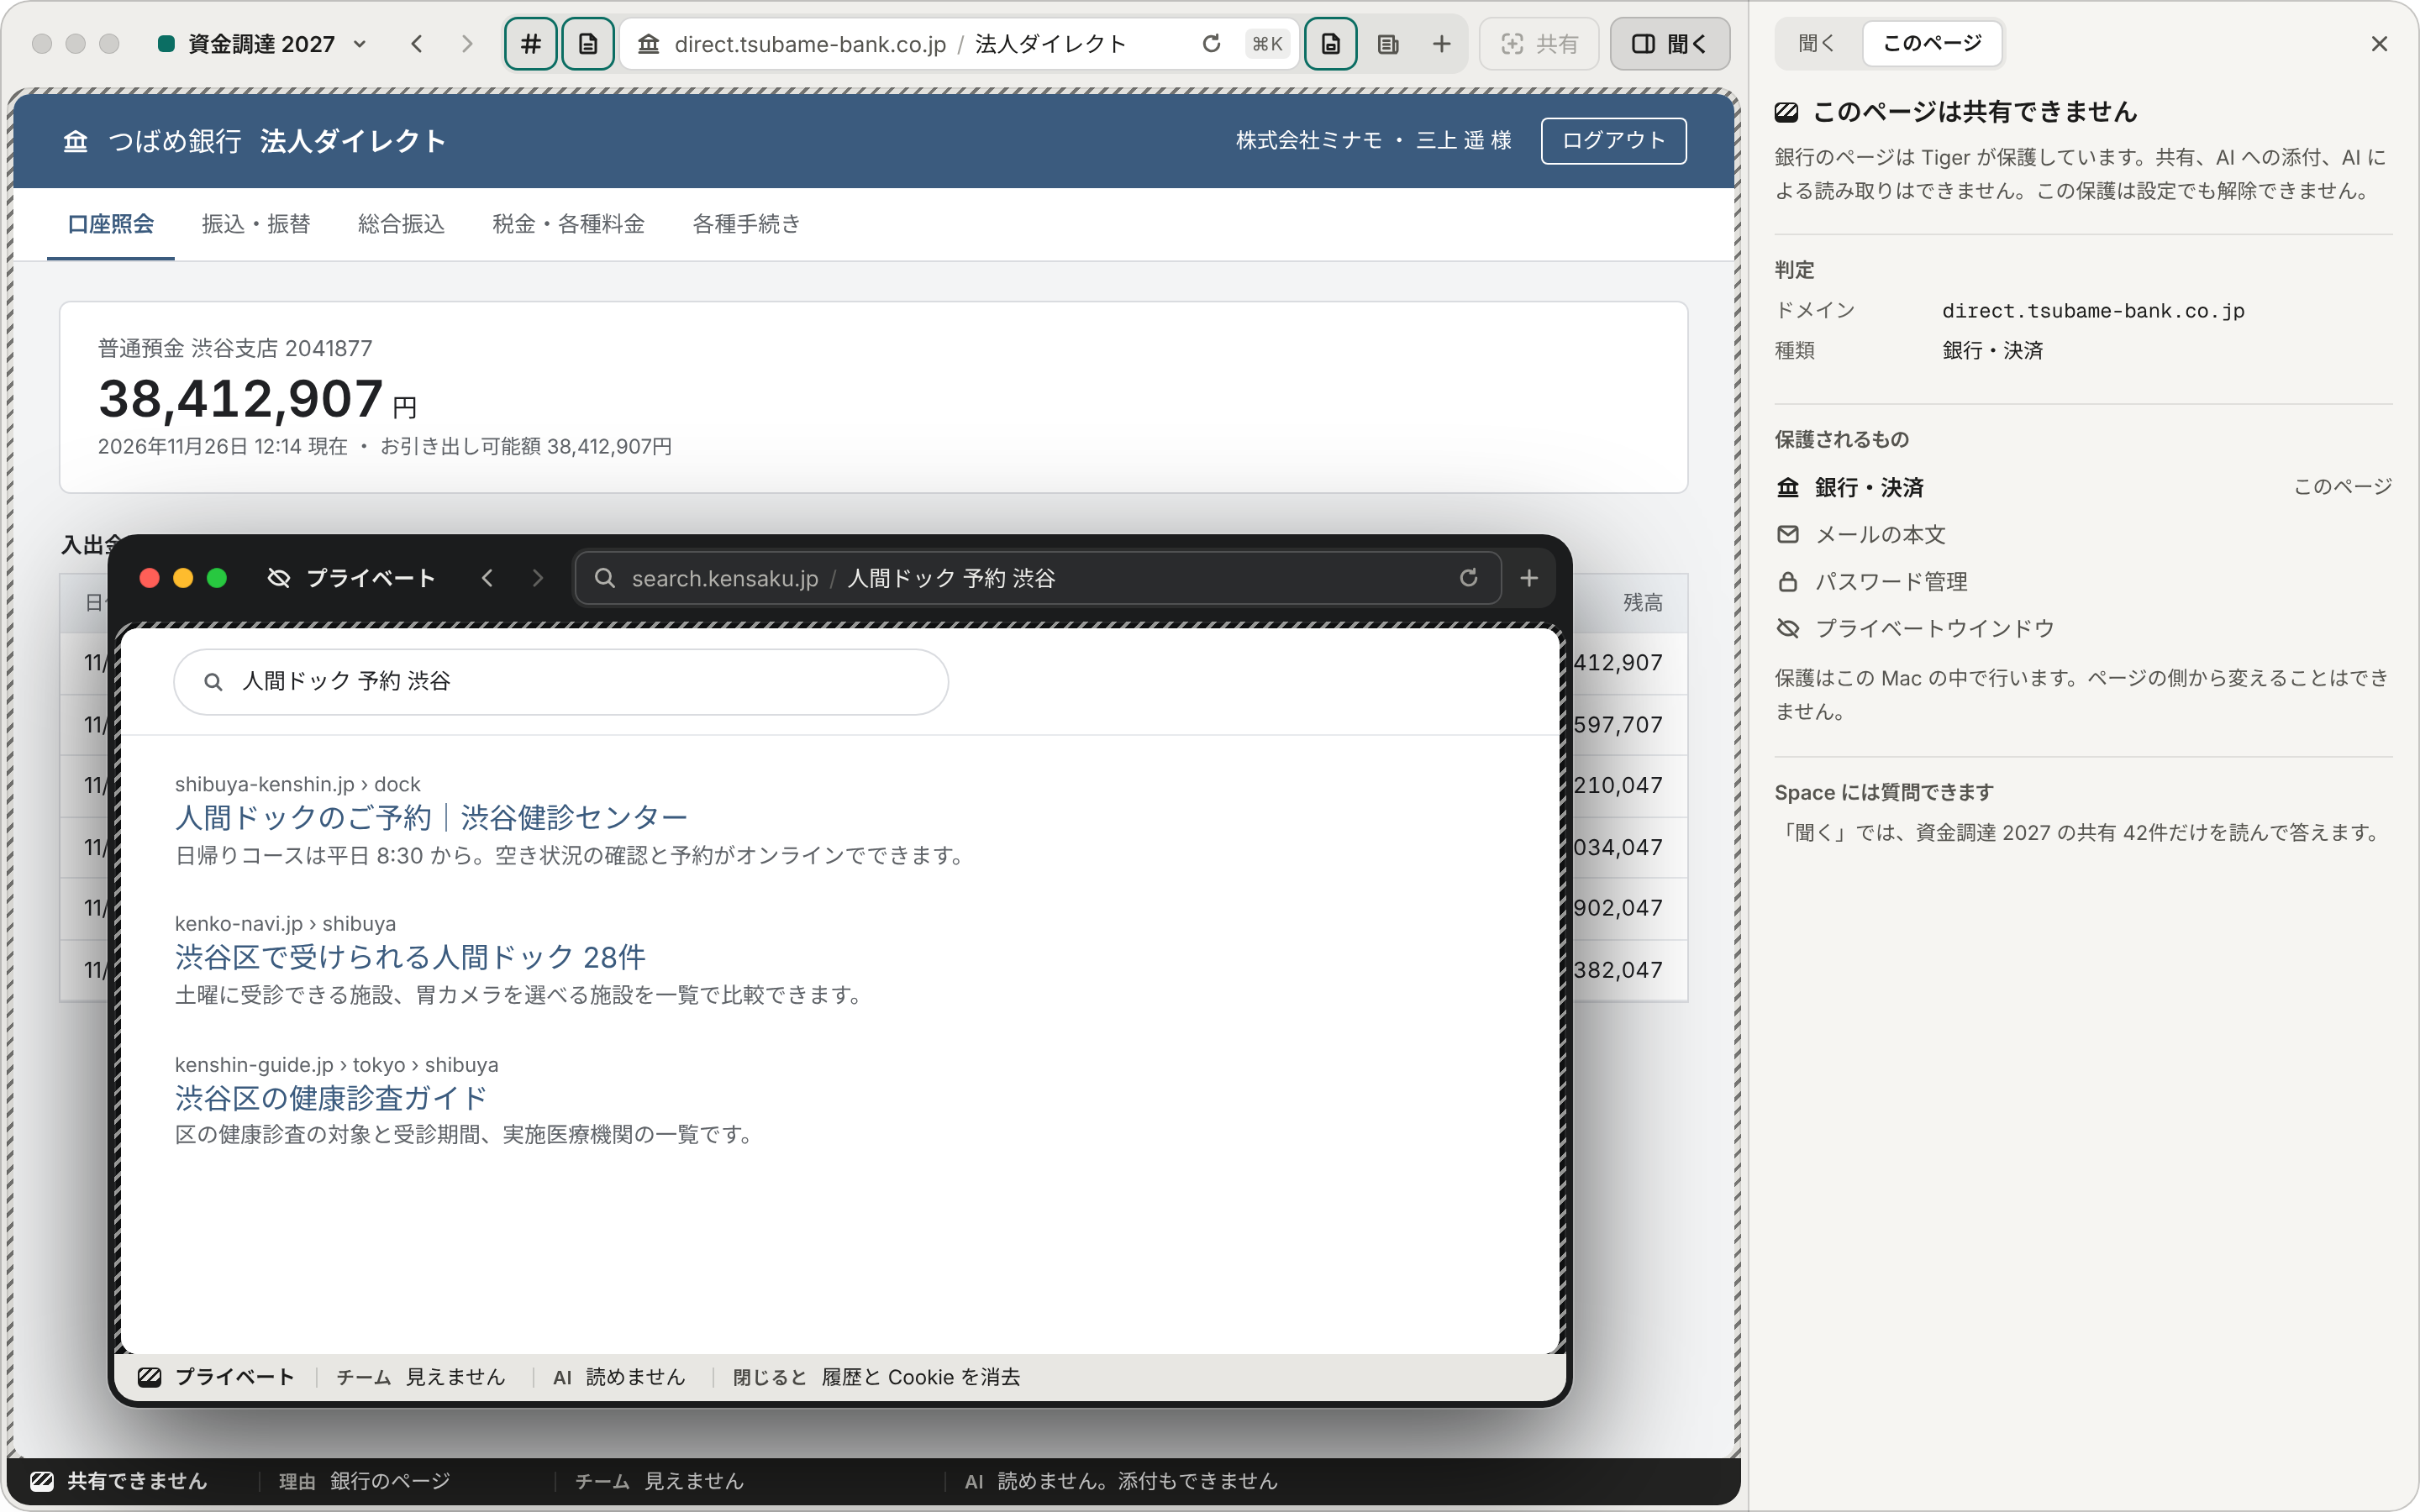 資金調達 2027
direct.tsubame-bank.co.jp / 法人ダイレクト
⌘K
共有
聞く
聞く
このページ
つばめ銀行 法人ダイレクト
株式会社ミナモ ・ 三上 遥 様
ログアウト
口座照会
振込・振替
総合振込
税金・各種料金
各種手続き
普通預金 渋谷支店 2041877
38,412,907 円
2026年11月26日 12:14 現在 ・ お引き出し可能額 38,412,907円
入出金
残高
11/
412,907
11/
597,707
11/
210,047
11/
034,047
11/
902,047
11/
382,047
プライベート
search.kensaku.jp / 人間ドック 予約 渋谷
人間ドック 予約 渋谷
shibuya-kenshin.jp › dock
人間ドックのご予約｜渋谷健診センター
日帰りコースは平日 8:30 から。空き状況の確認と予約がオンラインでできます。
kenko-navi.jp › shibuya
渋谷区で受けられる人間ドック 28件
土曜に受診できる施設、胃カメラを選べる施設を一覧で比較できます。
kenshin-guide.jp › tokyo › shibuya
渋谷区の健康診査ガイド
区の健康診査の対象と受診期間、実施医療機関の一覧です。
プライベート
チーム 見えません
AI 読めません
閉じると 履歴と Cookie を消去
共有できません
理由 銀行のページ
チーム 見えません
AI 読めません。添付もできません
このページは共有できません
銀行のページは Tiger が保護しています。共有、AI への添付、AI に
よる読み取りはできません。この保護は設定でも解除できません。
判定
ドメイン direct.tsubame-bank.co.jp
種類 銀行・決済
保護されるもの
銀行・決済 このページ
メールの本文
パスワード管理
プライベートウインドウ
保護はこの Mac の中で行います。ページの側から変えることはでき
ません。
Space には質問できます
「聞く」では、資金調達 2027 の共有 42件だけを読んで答えます。